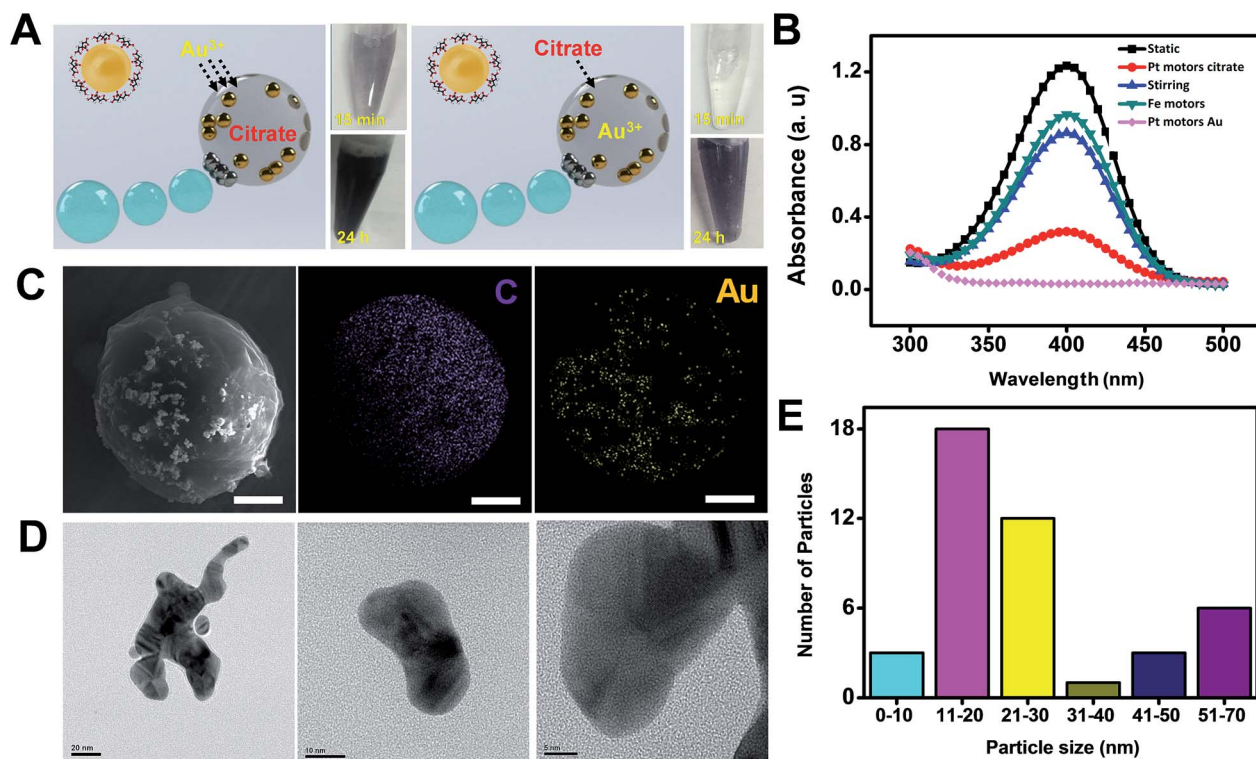 A
Au³⁺
Citrate
15 min
24 h
Citrate
Au³⁺
15 min
24 h
B
Absorbance (a. u)
1.2
0.8
0.4
0.0
300
350
400
450
500
Wavelength (nm)
Static
Pt motors citrate
Stirring
Fe motors
Pt motors Au
C
C
Au
D
20 nm
10 nm
5 nm
E
Number of Particles
18
12
6
0
0-10
11-20
21-30
31-40
41-50
51-70
Particle size (nm)